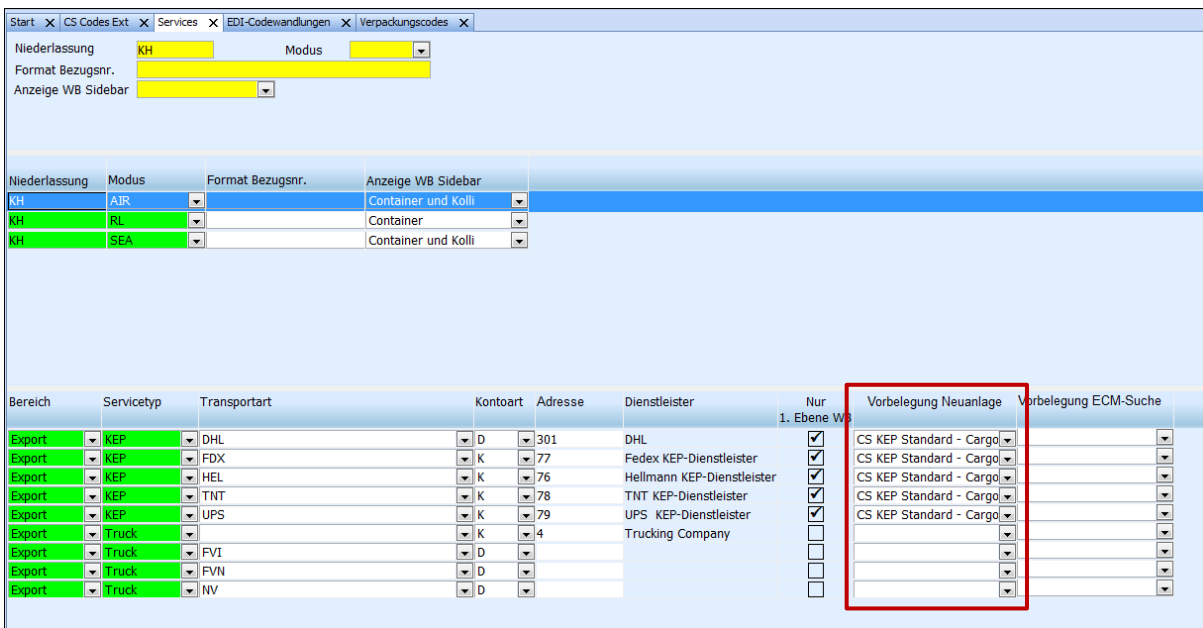 Start X CS Codes Ext X Services X EDI-Codewandlungen X Verpackungscodes X
Niederlassung KH Modus
Format Bezugsnr.
Anzeige WB Sidebar
Niederlassung Modus Format Bezugsnr. Anzeige WB Sidebar
KH AIR Container und Kolli
KH RL Container
KH SEA Container und Kolli
Bereich Servicetyp Transportart Kontoart Adresse Dienstleister Nur Vorbelegung Neuanlage Vorbelegung ECM-Suche
1. Ebene WB
Export KEP DHL D 301 DHL CS KEP Standard - Cargo
Export KEP FDX K 77 Fedex KEP-Dienstleister CS KEP Standard - Cargo
Export KEP HEL K 76 Hellmann KEP-Dienstleister CS KEP Standard - Cargo
Export KEP TNT K 78 TNT KEP-Dienstleister CS KEP Standard - Cargo
Export KEP UPS K 79 UPS KEP-Dienstleister CS KEP Standard - Cargo
Export Truck K 4 Trucking Company
Export Truck FVI D
Export Truck FVN D
Export Truck NV D